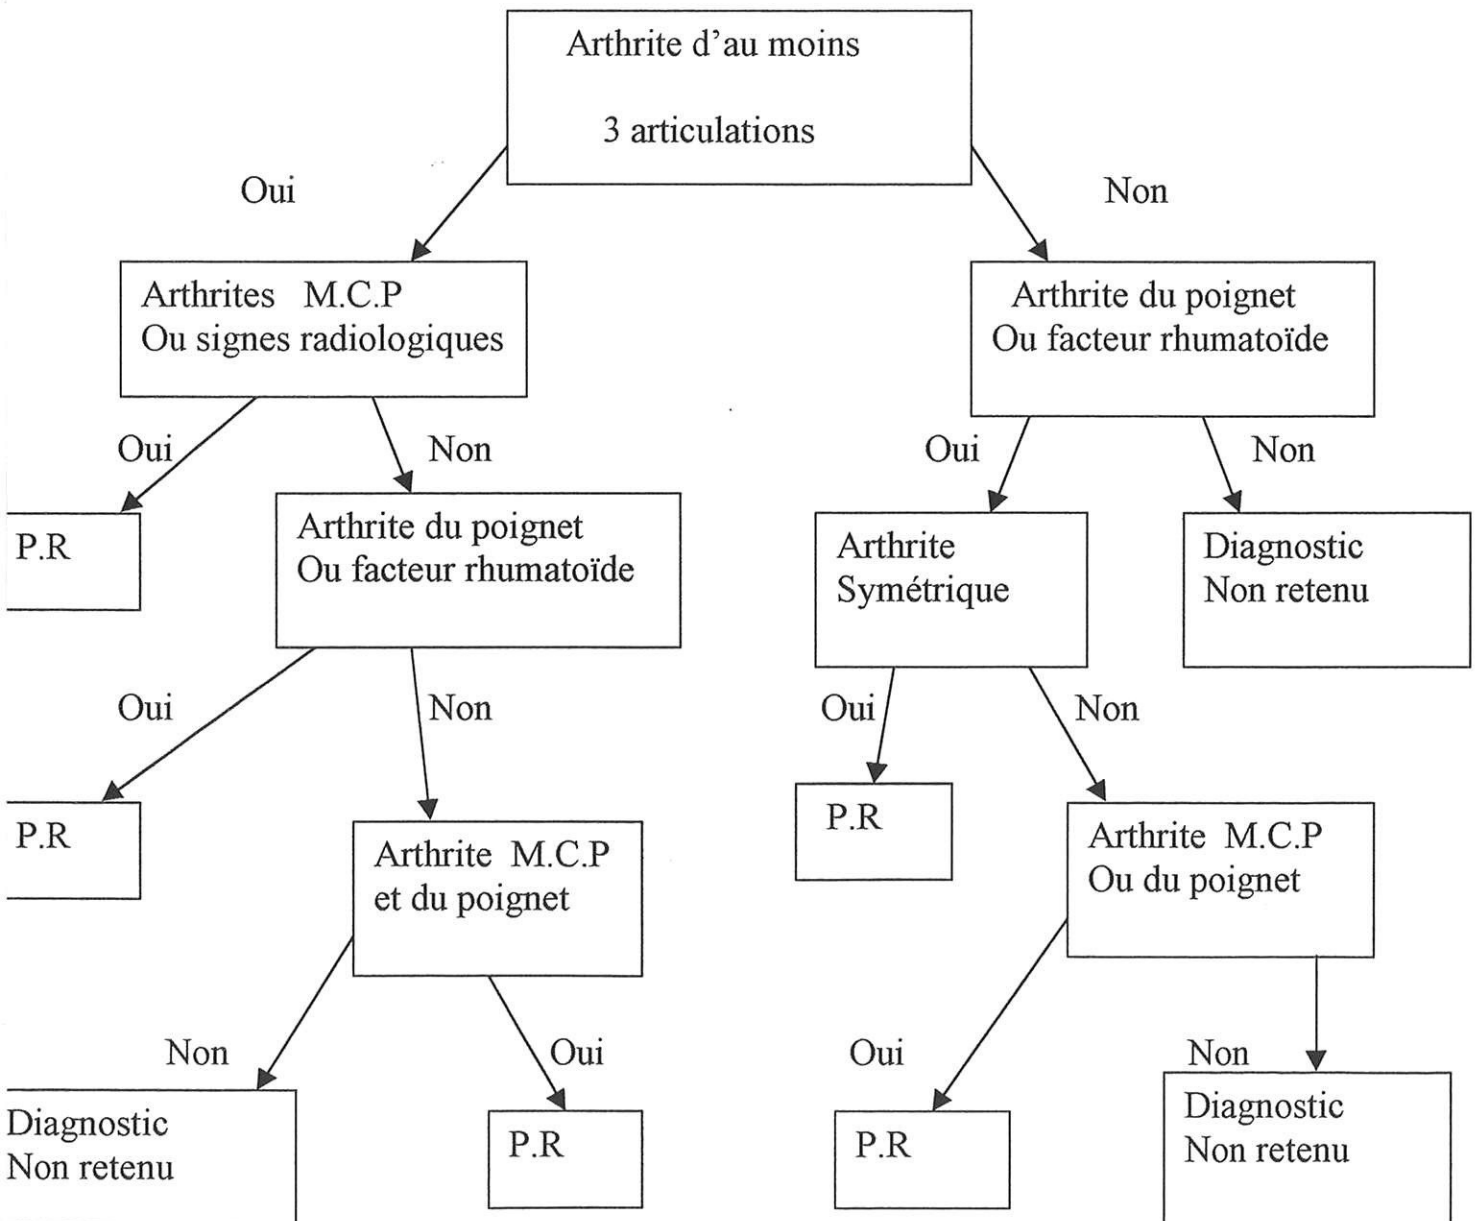 Arthrite d’au moins
3 articulations
Oui
Non
Arthrites M.C.P
Ou signes radiologiques
Arthrite du poignet
Ou facteur rhumatoïde
Oui
Non
Oui
Non
P.R
Arthrite du poignet
Ou facteur rhumatoïde
Arthrite
Symétrique
Diagnostic
Non retenu
Oui
Non
Oui
Non
P.R
Arthrite M.C.P
et du poignet
P.R
Arthrite M.C.P
Ou du poignet
Non
Oui
Oui
Non
Diagnostic
Non retenu
P.R
P.R
Diagnostic
Non retenu